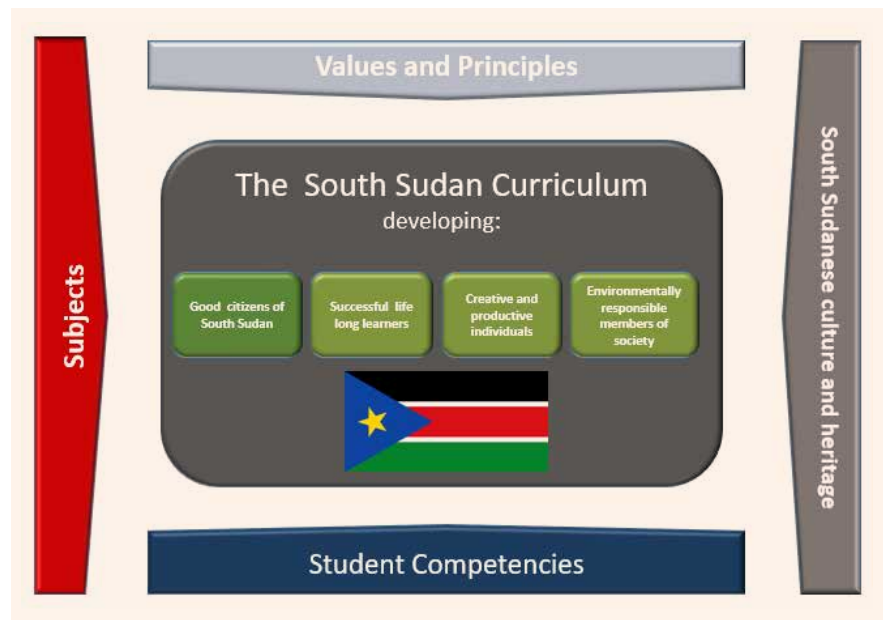 Values and Principles
Subjects
The South Sudan Curriculum
developing:
Good citizens of
South Sudan
Successful life
long learners
Creative and
productive
individuals
Environmentally
responsible
members of
society
South Sudanese culture and heritage
Student Competencies